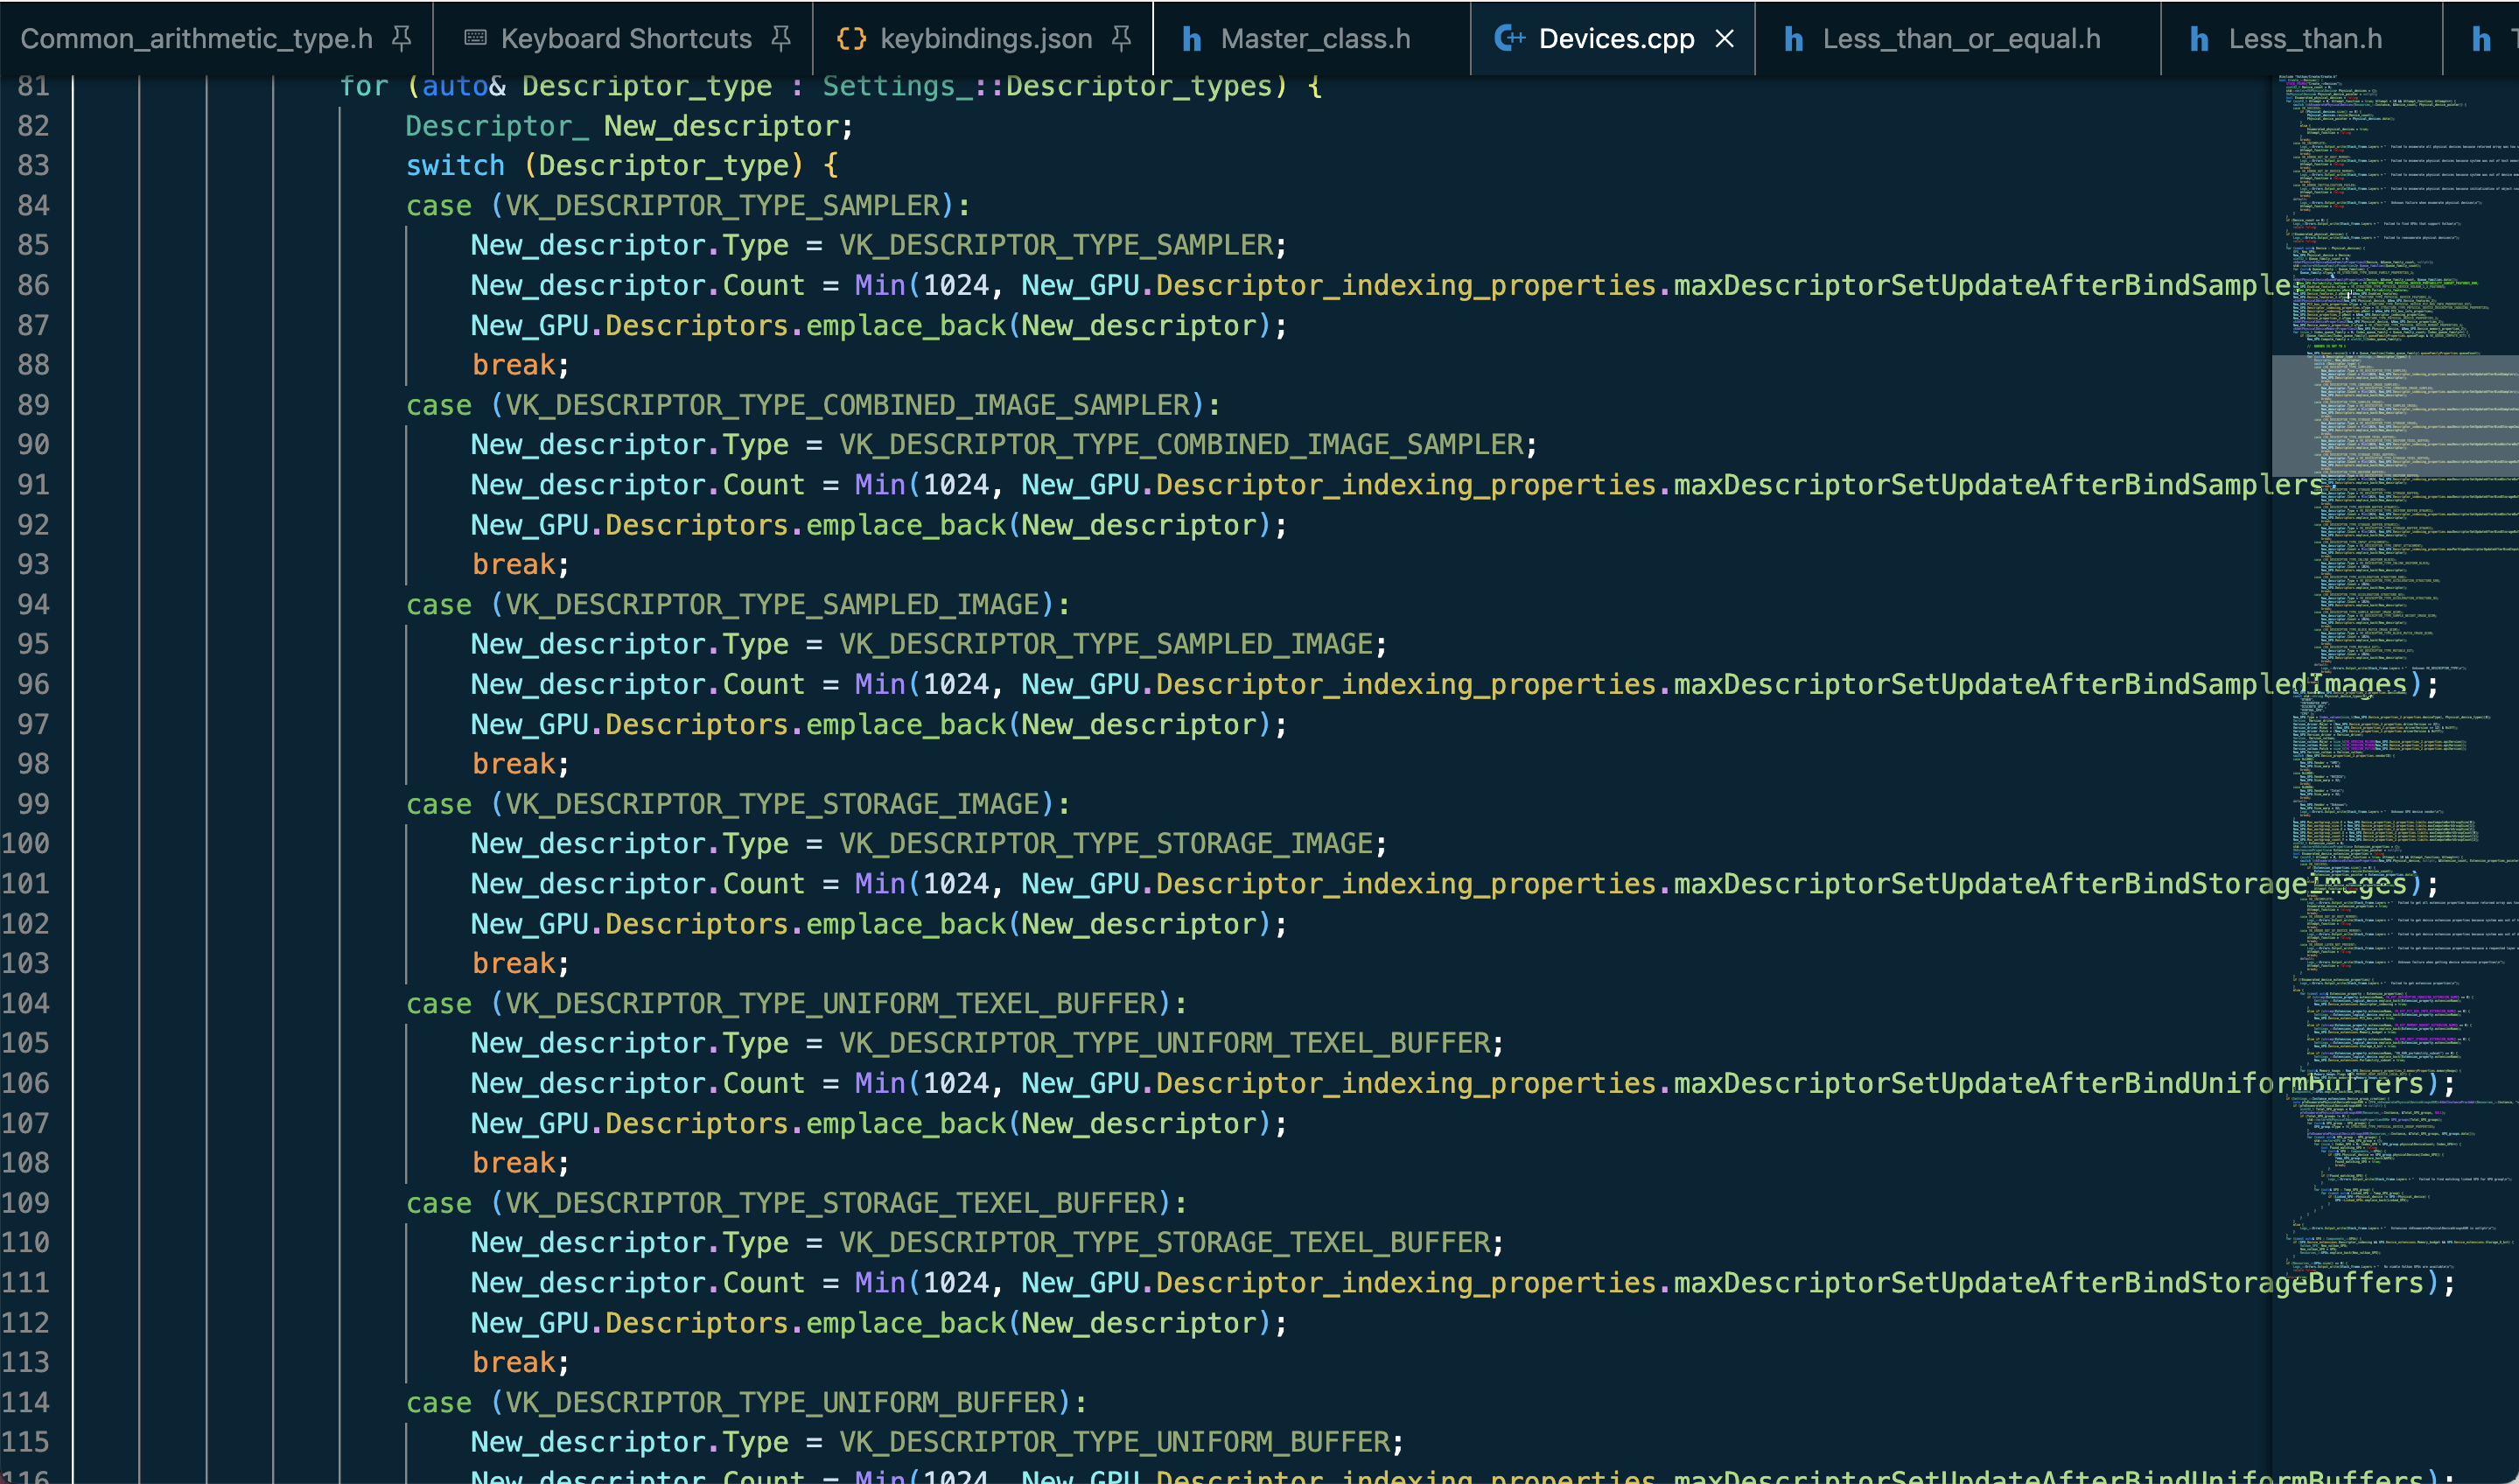 Common_arithmetic_type.h Keyboard Shortcuts {} keybindings.json h Master_class.h C++ Devices.cpp × h Less_than_or_equal.h h Less_than.h h
81 for (auto& Descriptor_type : Settings_::Descriptor_types) {
82 Descriptor_ New_descriptor;
83 switch (Descriptor_type) {
84 case (VK_DESCRIPTOR_TYPE_SAMPLER):
85 New_descriptor.Type = VK_DESCRIPTOR_TYPE_SAMPLER;
86 New_descriptor.Count = Min(1024, New_GPU.Descriptor_indexing_properties.maxDescriptorSetUpdateAfterBindSample
87 New_GPU.Descriptors.emplace_back(New_descriptor);
88 break;
89 case (VK_DESCRIPTOR_TYPE_COMBINED_IMAGE_SAMPLER):
90 New_descriptor.Type = VK_DESCRIPTOR_TYPE_COMBINED_IMAGE_SAMPLER;
91 New_descriptor.Count = Min(1024, New_GPU.Descriptor_indexing_properties.maxDescriptorSetUpdateAfterBindSamplers
92 New_GPU.Descriptors.emplace_back(New_descriptor);
93 break;
94 case (VK_DESCRIPTOR_TYPE_SAMPLED_IMAGE):
95 New_descriptor.Type = VK_DESCRIPTOR_TYPE_SAMPLED_IMAGE;
96 New_descriptor.Count = Min(1024, New_GPU.Descriptor_indexing_properties.maxDescriptorSetUpdateAfterBindSampledImages);
97 New_GPU.Descriptors.emplace_back(New_descriptor);
98 break;
99 case (VK_DESCRIPTOR_TYPE_STORAGE_IMAGE):
100 New_descriptor.Type = VK_DESCRIPTOR_TYPE_STORAGE_IMAGE;
101 New_descriptor.Count = Min(1024, New_GPU.Descriptor_indexing_properties.maxDescriptorSetUpdateAfterBindStorageImages);
102 New_GPU.Descriptors.emplace_back(New_descriptor);
103 break;
104 case (VK_DESCRIPTOR_TYPE_UNIFORM_TEXEL_BUFFER):
105 New_descriptor.Type = VK_DESCRIPTOR_TYPE_UNIFORM_TEXEL_BUFFER;
106 New_descriptor.Count = Min(1024, New_GPU.Descriptor_indexing_properties.maxDescriptorSetUpdateAfterBindUniformBuffers);
107 New_GPU.Descriptors.emplace_back(New_descriptor);
108 break;
109 case (VK_DESCRIPTOR_TYPE_STORAGE_TEXEL_BUFFER):
110 New_descriptor.Type = VK_DESCRIPTOR_TYPE_STORAGE_TEXEL_BUFFER;
111 New_descriptor.Count = Min(1024, New_GPU.Descriptor_indexing_properties.maxDescriptorSetUpdateAfterBindStorageBuffers);
112 New_GPU.Descriptors.emplace_back(New_descriptor);
113 break;
114 case (VK_DESCRIPTOR_TYPE_UNIFORM_BUFFER):
115 New_descriptor.Type = VK_DESCRIPTOR_TYPE_UNIFORM_BUFFER;
116 New_descriptor.Count = Min(1024, New_GPU.Descriptor_indexing_properties.maxDescriptorSetUpdateAfterBindUniformBuffers);